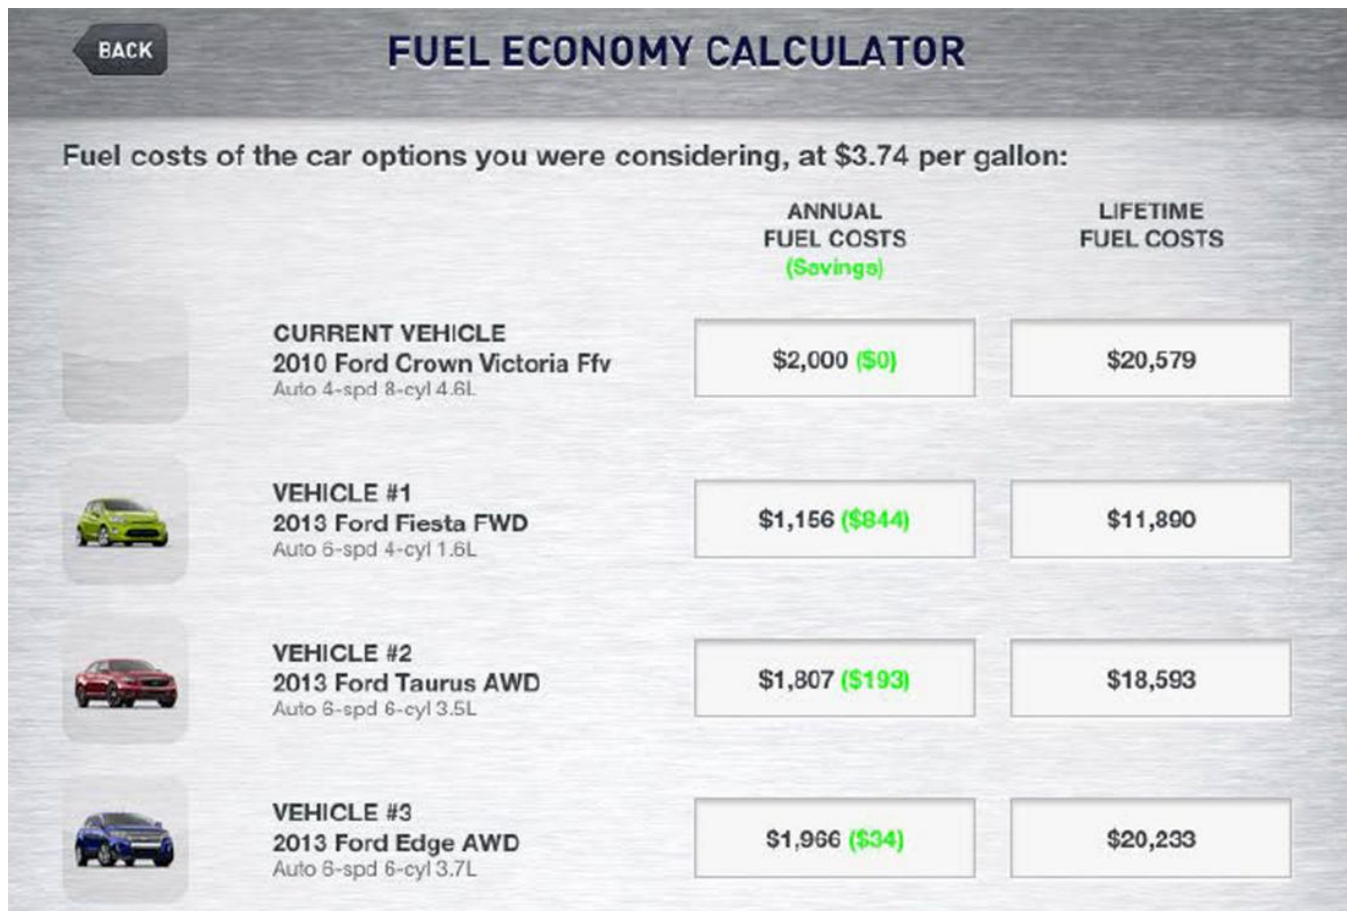 BACK
FUEL ECONOMY CALCULATOR
Fuel costs of the car options you were considering, at $3.74 per gallon:
ANNUAL
FUEL COSTS
(Savings)
LIFETIME
FUEL COSTS
CURRENT VEHICLE
2010 Ford Crown Victoria Ffv
Auto 4-spd 8-cyl 4.6L
$2,000 ($0)
$20,579
VEHICLE #1
2013 Ford Fiesta FWD
Auto 6-spd 4-cyl 1.6L
$1,156 ($844)
$11,890
VEHICLE #2
2013 Ford Taurus AWD
Auto 6-spd 6-cyl 3.5L
$1,807 ($193)
$18,593
VEHICLE #3
2013 Ford Edge AWD
Auto 6-spd 6-cyl 3.7L
$1,966 ($34)
$20,233